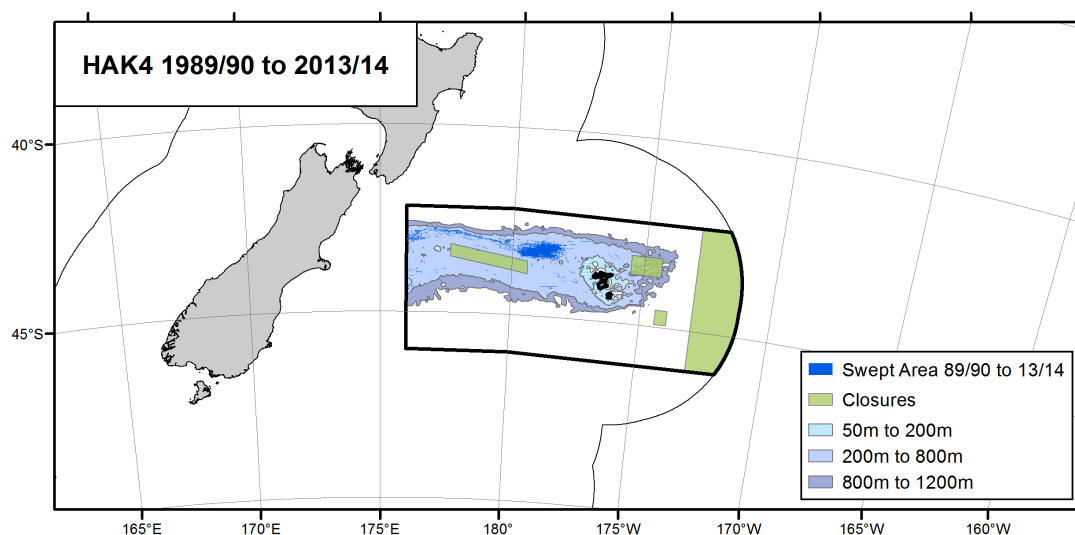 HAK4 1989/90 to 2013/14
40°S
45°S
Swept Area 89/90 to 13/14
Closures
50m to 200m
200m to 800m
800m to 1200m
165°E
170°E
175°E
180°
175°W
170°W
165°W
160°W